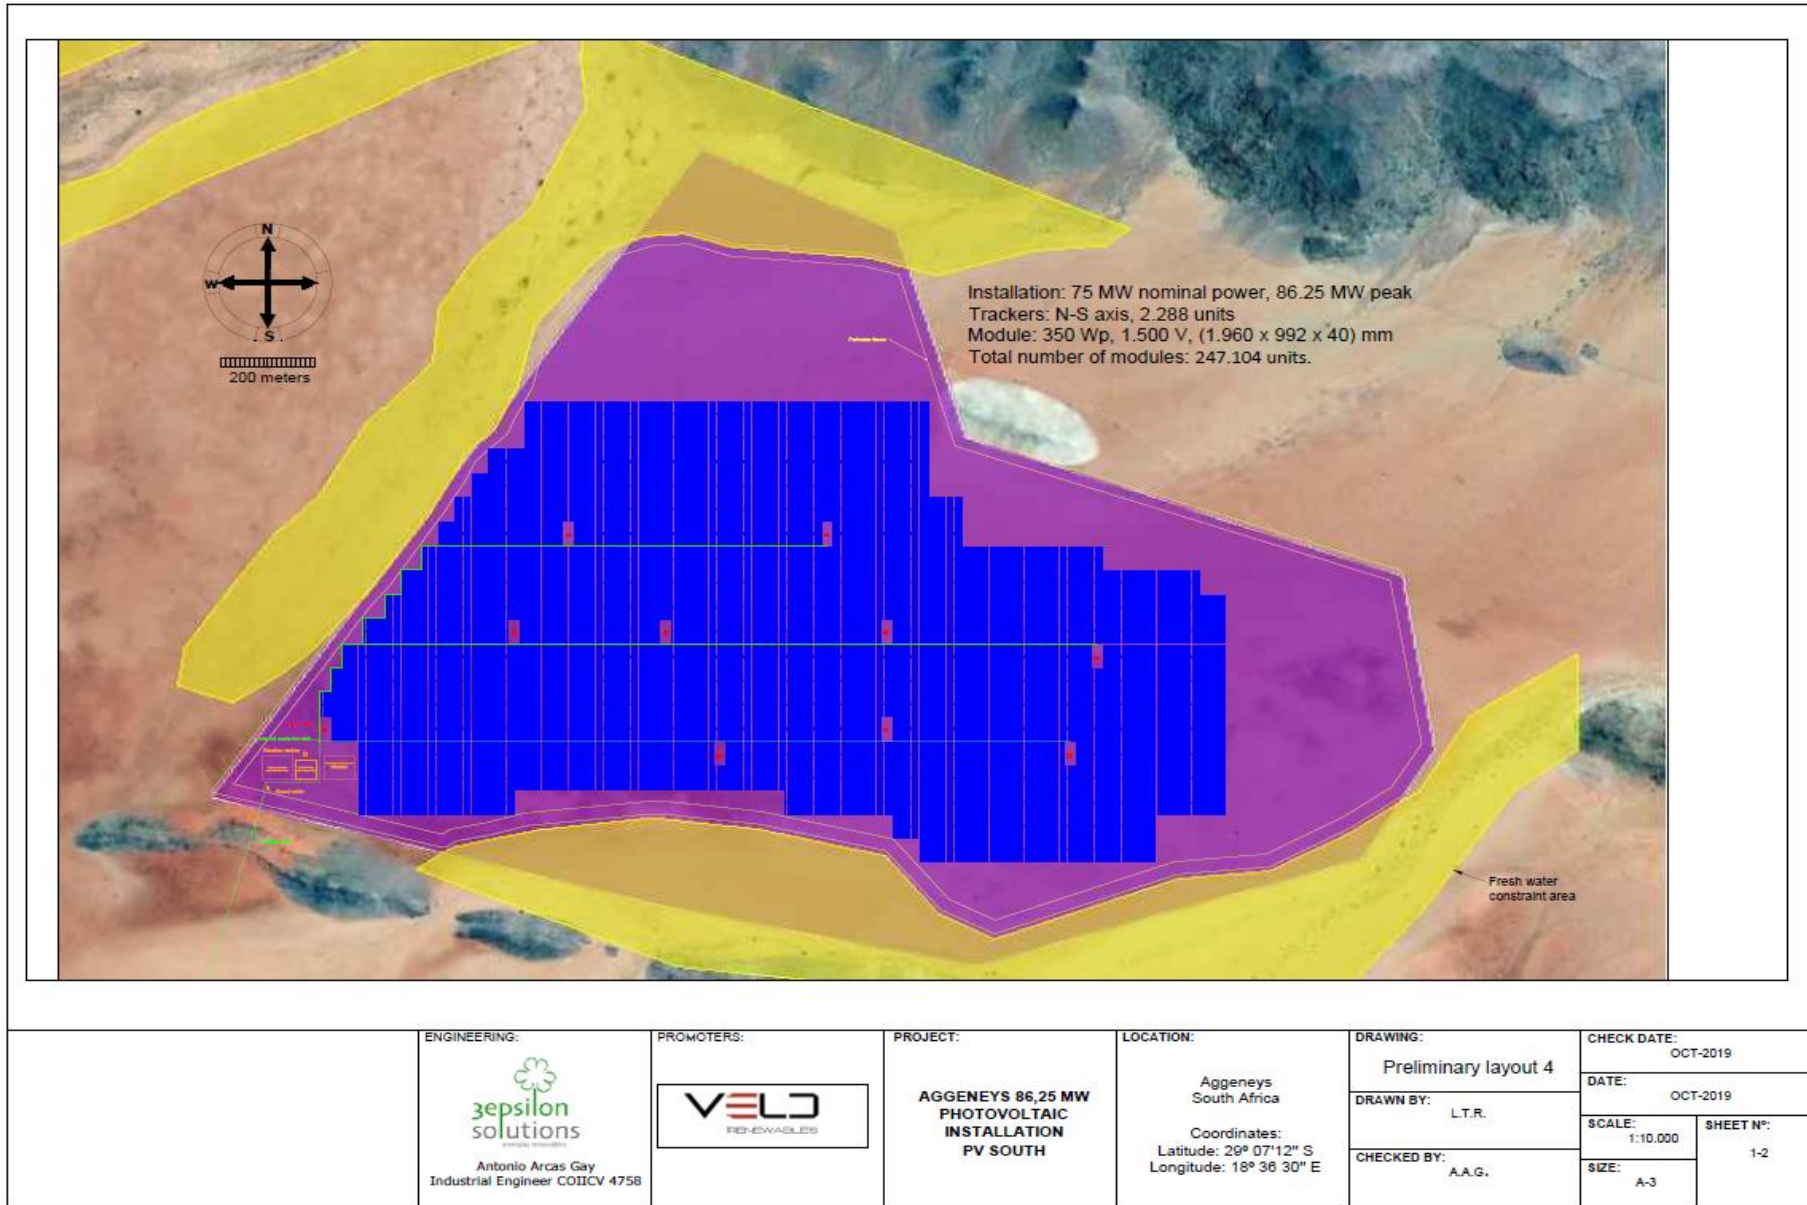 N
W
S
200 meters
Installation: 75 MW nominal power, 86.25 MW peak
Trackers: N-S axis, 2.288 units
Module: 350 Wp, 1.500 V, (1.960 x 992 x 40) mm
Total number of modules: 247.104 units.
Fresh water
constraint area
ENGINEERING:
3epsilon
solutions
Antonio Arcas Gay
Industrial Engineer COIICV 4758
PROMOTERS:
VELD
RENEWABLES
PROJECT:
AGGENEYS 86,25 MW
PHOTOVOLTAIC
INSTALLATION
PV SOUTH
LOCATION:
Aggeneys
South Africa
Coordinates:
Latitude: 29º 07'12" S
Longitude: 18º 36 30" E
DRAWING:
Preliminary layout 4
DRAWN BY:
L.T.R.
CHECKED BY:
A.A.G.
CHECK DATE:
OCT-2019
DATE:
OCT-2019
SCALE:
1:10.000
SIZE:
A-3
SHEET Nº:
1-2